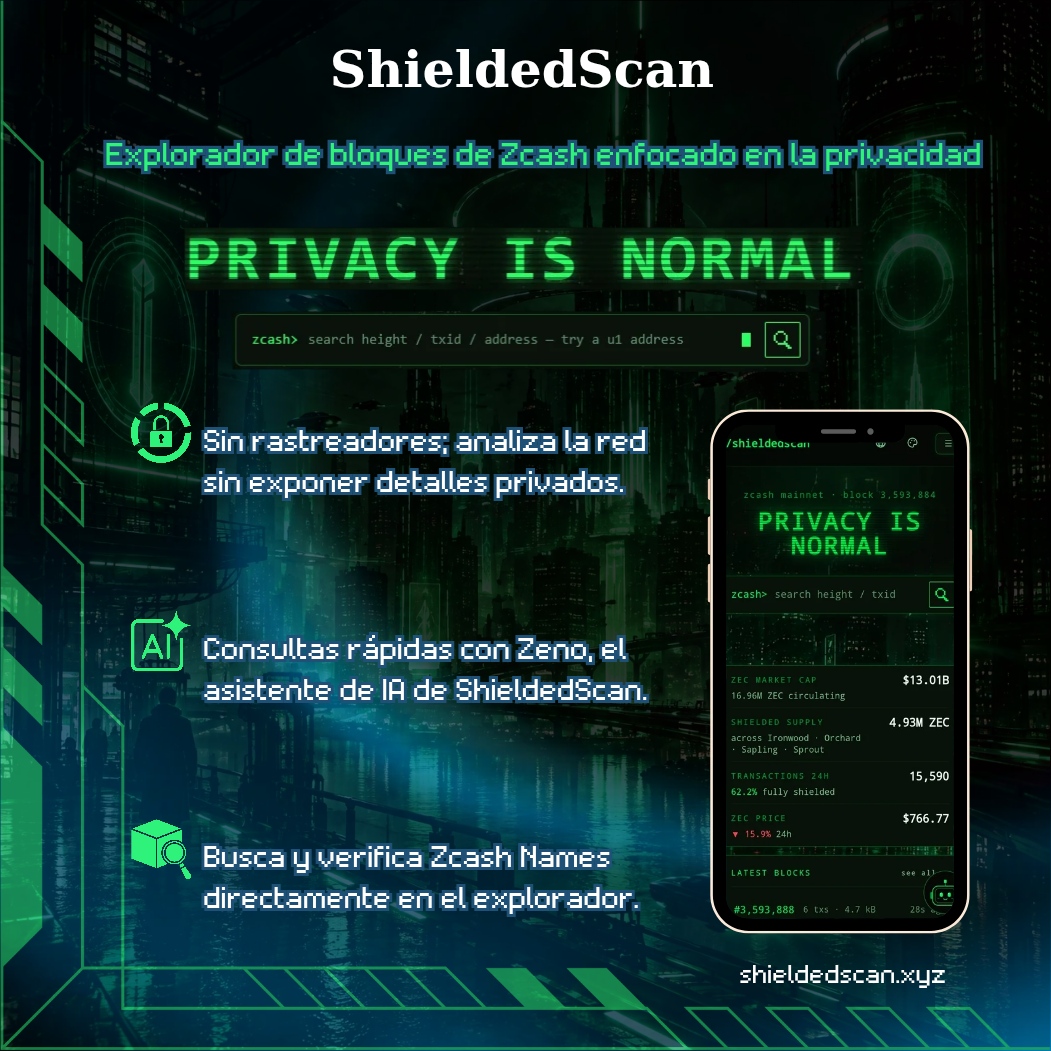 ShieldedScan
Explorador de bloques de Zcash enfocado en la privacidad
PRIVACY IS NORMAL
zcash> search height / txid / address — try a u1 address
Sin rastreadores; analiza la red
sin exponer detalles privados.
AI
Consultas rápidas con Zeno, el
asistente de IA de ShieldedScan.
Busca y verifica Zcash Names
directamente en el explorador.
/shieldedscan
zcash mainnet · block 3,593,884
PRIVACY IS
NORMAL
zcash> search height / txid
ZEC MARKET CAP $13.01B
16.96M ZEC circulating
SHIELDED SUPPLY 4.93M ZEC
across Ironwood · Orchard
· Sapling · Sprout
TRANSACTIONS 24H 15,590
62.2% fully shielded
ZEC PRICE $766.77
▼ 15.9% 24h
LATEST BLOCKS see all
#3,593,888 6 txs · 4.7 kB 28s
shieldedscan.xyz